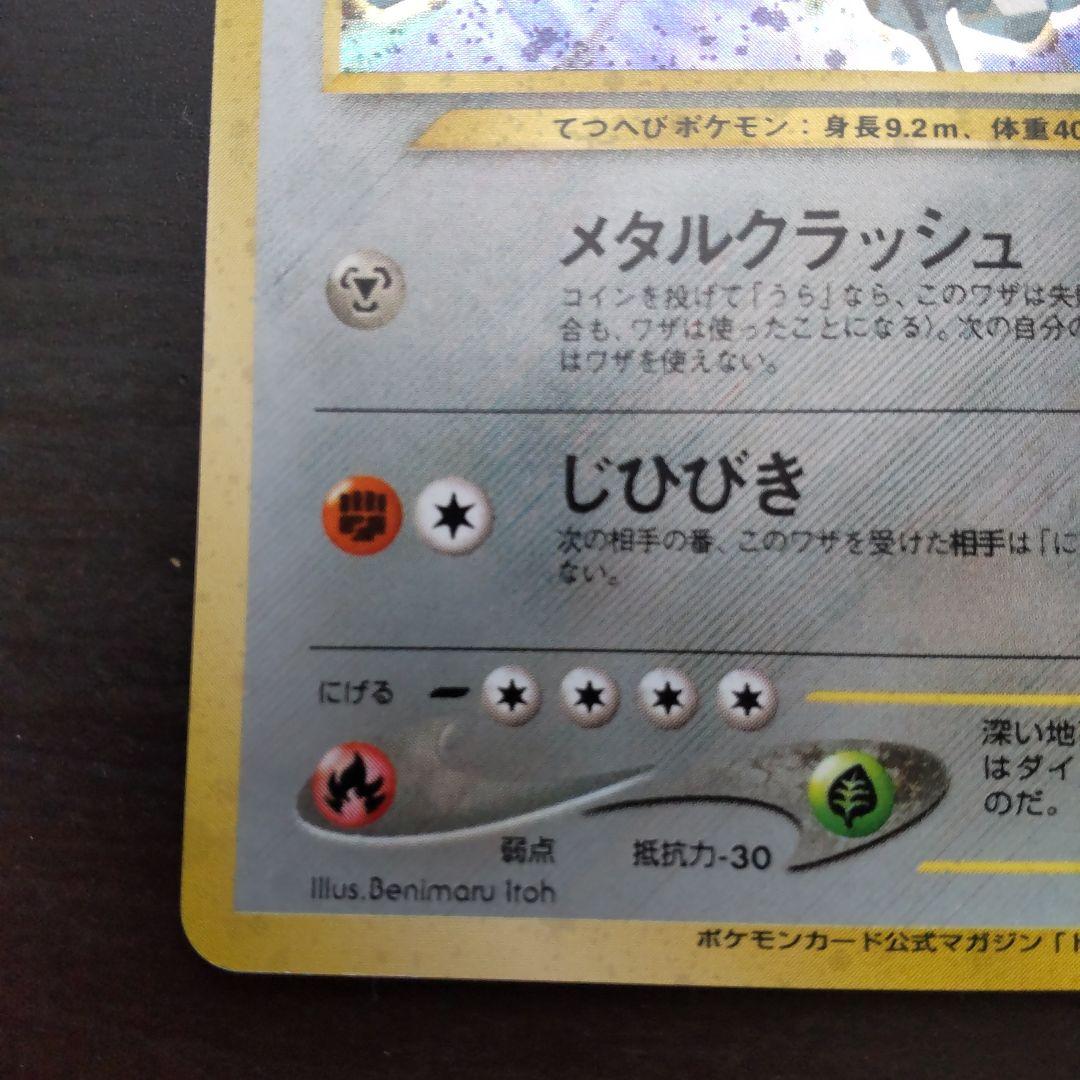 てつへびポケモン：身長9.2m、体重40
メタルクラッシュ
コインを投げて「うら」なら、このワザは失
合も、ワザは使ったことになる）。次の自分の
はワザを使えない。
じひびき
次の相手の番、このワザを受けた相手は「に
ない。
にげる
深い地
はダイ
のだ。
弱点 抵抗力-30
Illus.Benimaru Itoh
ポケモンカード公式マガジン「ト